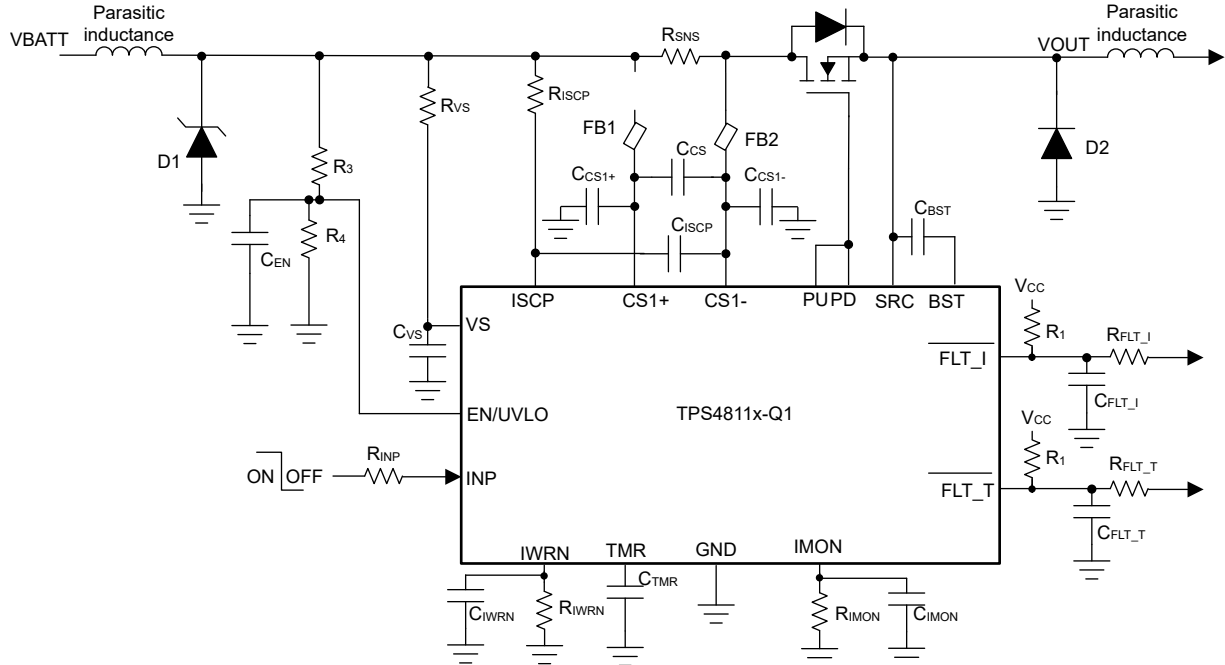 Parasitic
inductance
VBATT
RSNS
Parasitic
inductance
VOUT
RISCP
RVS
FB1
FB2
D1
D2
R3
CCS
CCS1+
CCS1-
CBST
R4
CEN
CISCP
ISCP
CS1+
CS1-
PU
PD
SRC
BST
VCC
CVS
VS
R1
RFLT_I
FLT_I
CFLT_I
EN/UVLO
TPS4811x-Q1
VCC
ON
OFF
RINP
INP
R1
RFLT_T
FLT_T
CFLT_T
IWRN
TMR
GND
IMON
CTMR
CIWRN
RIWRN
RIMON
CIMON